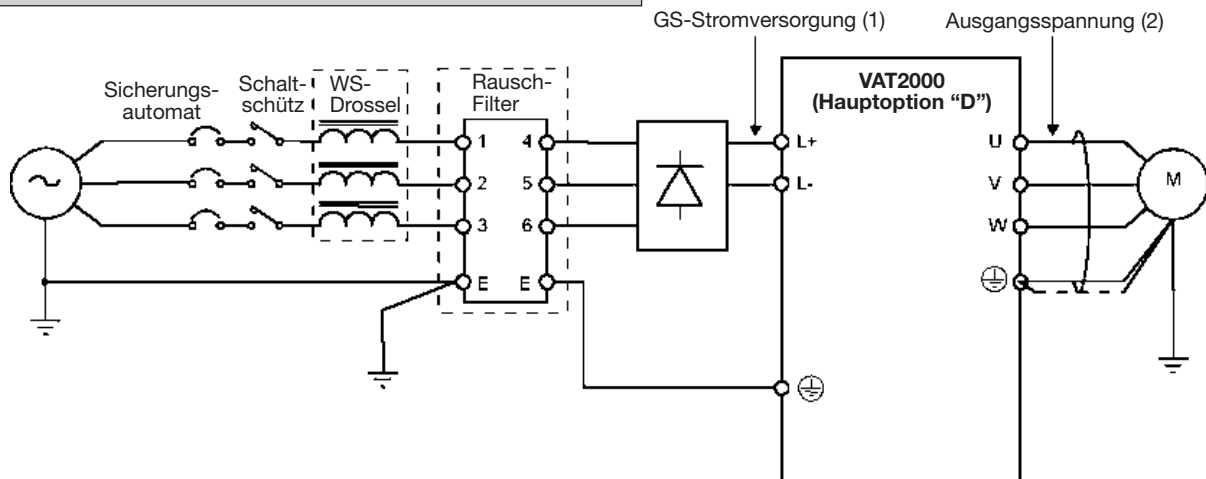 GS-Stromversorgung (1)
Ausgangsspannung (2)
Sicherungs-
automat
Schalt-
schütz
WS-
Drossel
Rausch-
Filter
VAT2000
(Hauptoption “D”)
1 4
2 5
3 6
E E
L+
L-
U
V
W
M